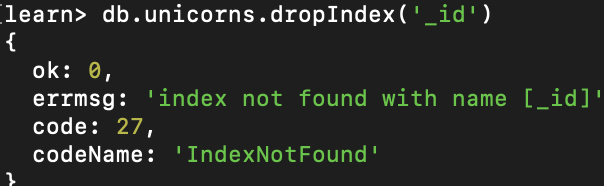 [learn> db.unicorns.dropIndex('_id')
{
  ok: 0,
  errmsg: 'index not found with name [_id]'
  code: 27,
  codeName: 'IndexNotFound'
}